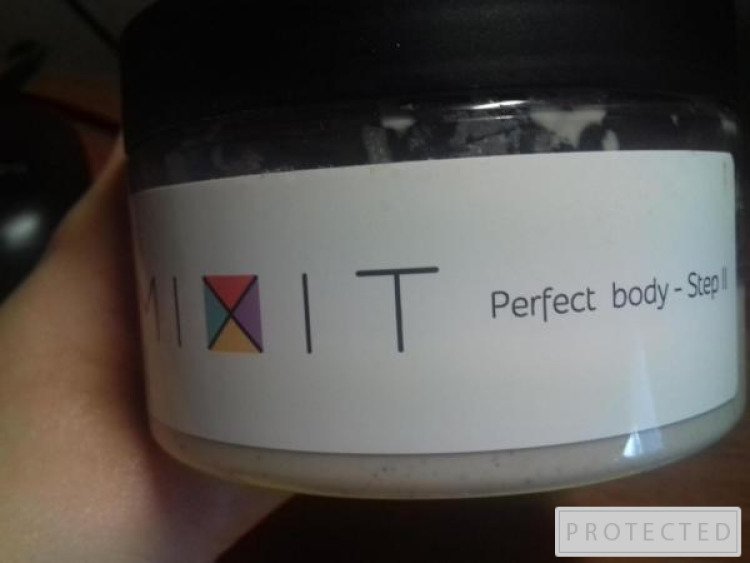 MIXIT
Perfect body - Step II
PROTECTED